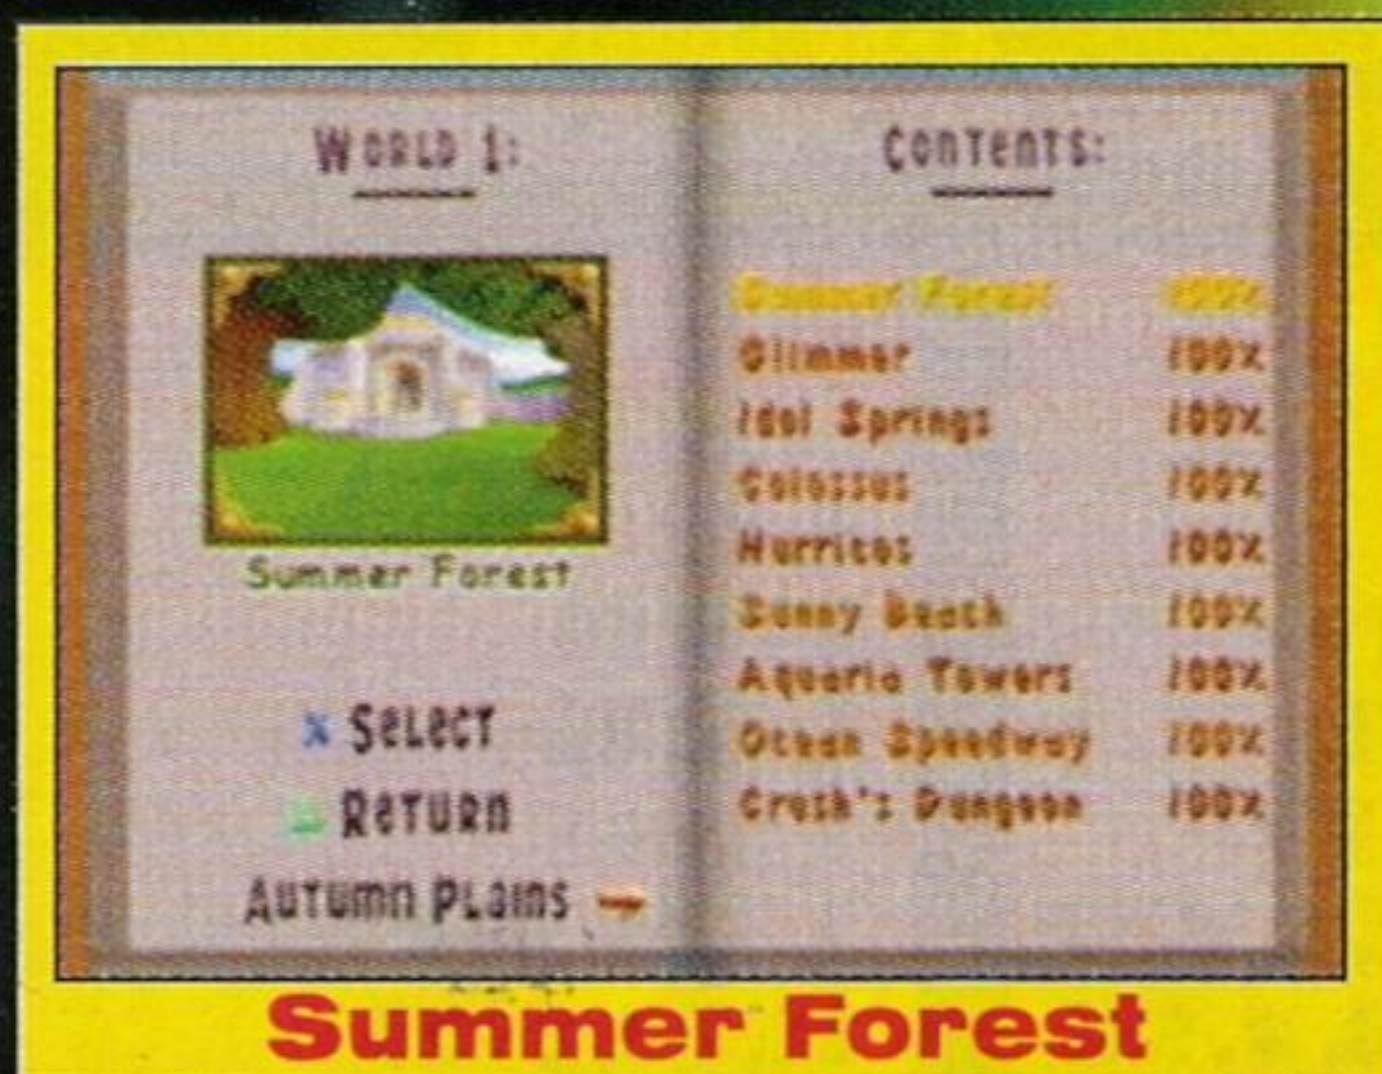 World 1:
Summer Forest
Select
Return
Autumn Plains
Contents:
Summer Forest 100%
Glimmer 100%
Idol Springs 100%
Colossus 100%
Hurricos 100%
Sunny Beach 100%
Aquaria Towers 100%
Ocean Speedway 100%
Crush's Dungeon 100%
Summer Forest